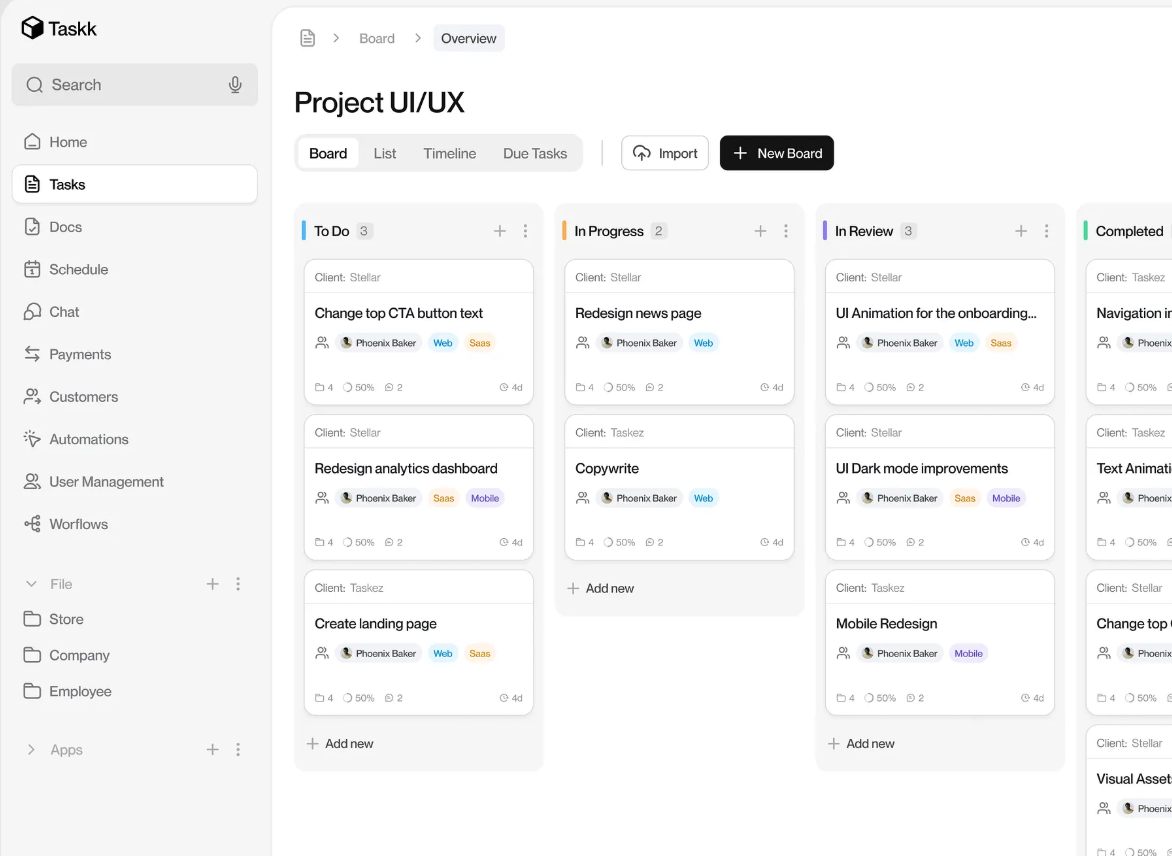 Taskk
Search
Home
Tasks
Docs
Schedule
Chat
Payments
Customers
Automations
User Management
Worflows
File
Store
Company
Employee
Apps
Board
Overview
Project UI/UX
Board
List
Timeline
Due Tasks
Import
New Board
To Do 3
Client: Stellar
Change top CTA button text
Phoenix Baker Web Saas
4 50% 2 4d
Client: Stellar
Redesign analytics dashboard
Phoenix Baker Saas Mobile
4 50% 2 4d
Client: Taskez
Create landing page
Phoenix Baker Web Saas
4 50% 2 4d
Add new
In Progress 2
Client: Stellar
Redesign news page
Phoenix Baker Web
4 50% 2 4d
Client: Taskez
Copywrite
Phoenix Baker Web
4 50% 2 4d
Add new
In Review 3
Client: Stellar
UI Animation for the onboarding...
Phoenix Baker Web Saas
4 50% 2 4d
Client: Stellar
UI Dark mode improvements
Phoenix Baker Saas Mobile
4 50% 2 4d
Client: Taskez
Mobile Redesign
Phoenix Baker Mobile
4 50% 2 4d
Add new
Completed
Client: Taskez
Navigation
Phoenix
4 50%
Client: Taskez
Text
Phoenix
4 50%
Client: Stellar
Change top
Phoenix
4 50%
Client: Stellar
Visual
Phoenix
4 50%